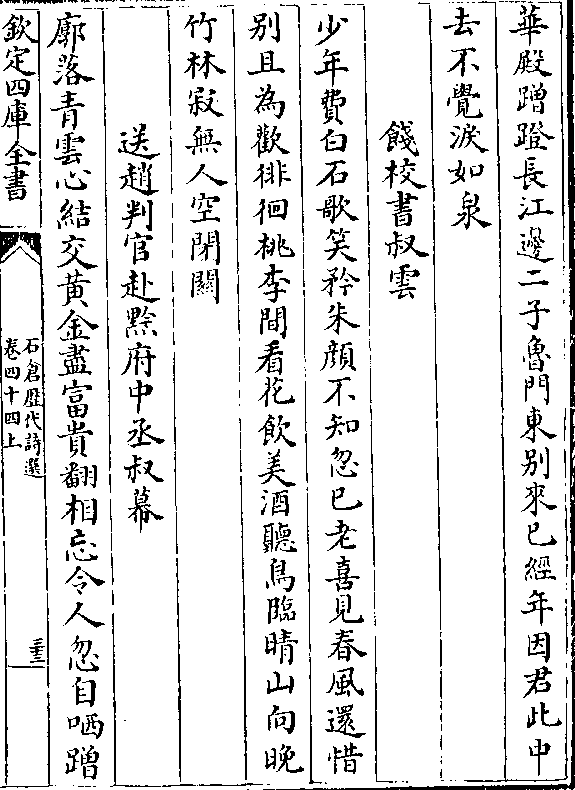 華殿蹭蹬長江邊二子魯門東别來已經年因君此中
去不覺淚如泉
餞校書叔雲
少年費白石歌笑矜朱顔不知忽已老喜見春風還惜
别且為歡徘徊桃李間看花飲美酒聽鳥臨晴山向晚
竹林寂無人空閉關
送趙判官赴黔府中丞叔幕
廓落青雲心結交黄金盡富貴翻相忘令人忽自哂蹭
欽定四庫全書
石倉歴代詩選
卷四十四上
三十三